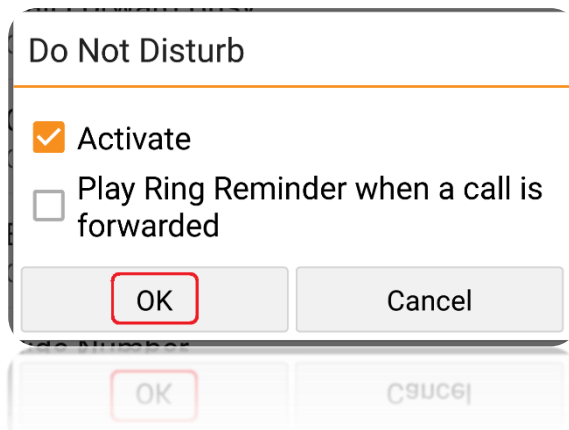 Do Not Disturb
Activate
Play Ring Reminder when a call is
forwarded
OK
Cancel